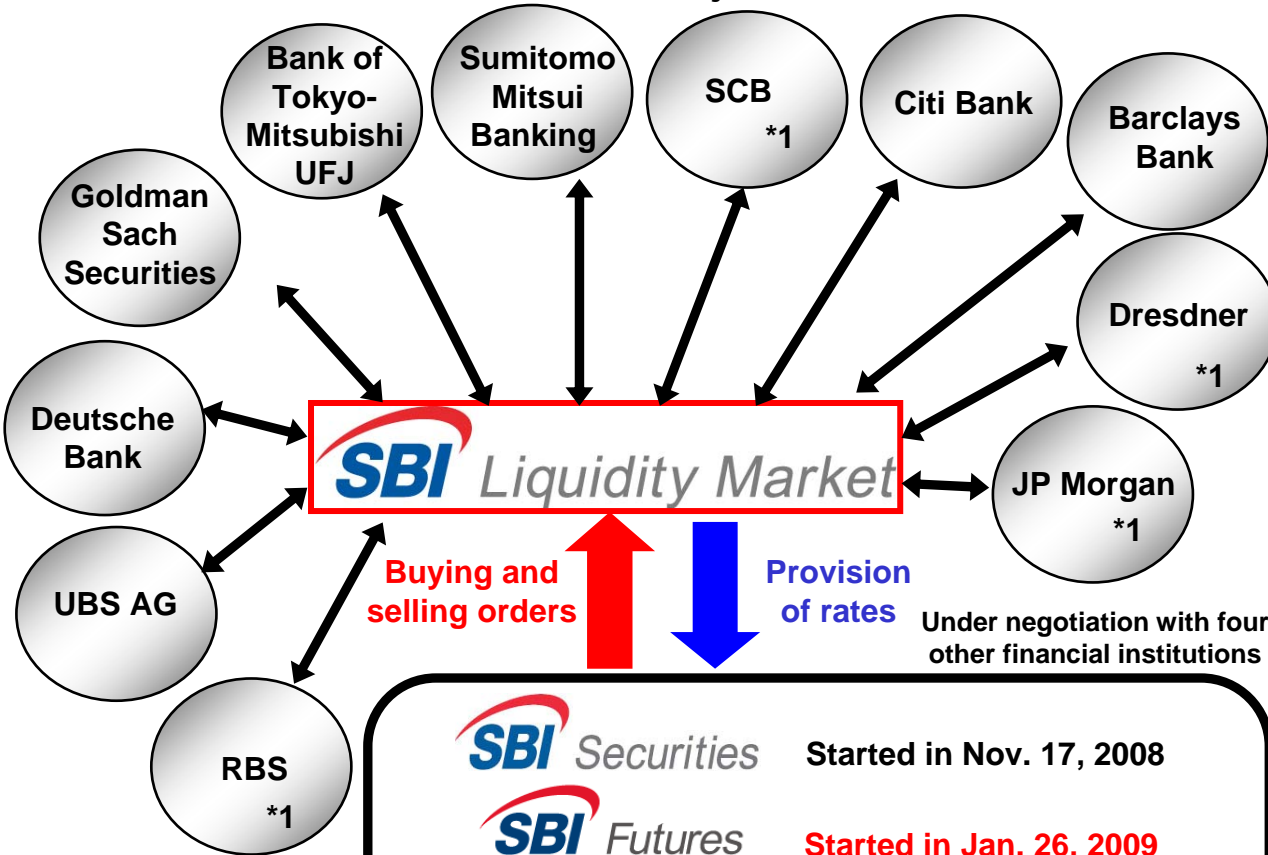 Bank of
Tokyo-
Mitsubishi
UFJ
Sumitomo
Mitsui
Banking
SCB
*1
Citi Bank
Barclays
Bank
Goldman
Sach
Securities
Dresdner
*1
Deutsche
Bank
SBI Liquidity Market
JP Morgan
*1
UBS AG
Buying and
selling orders
Provision
of rates
Under negotiation with four
other financial institutions
RBS
*1
SBI Securities
Started in Nov. 17, 2008
SBI Futures
Started in Jan. 26, 2009